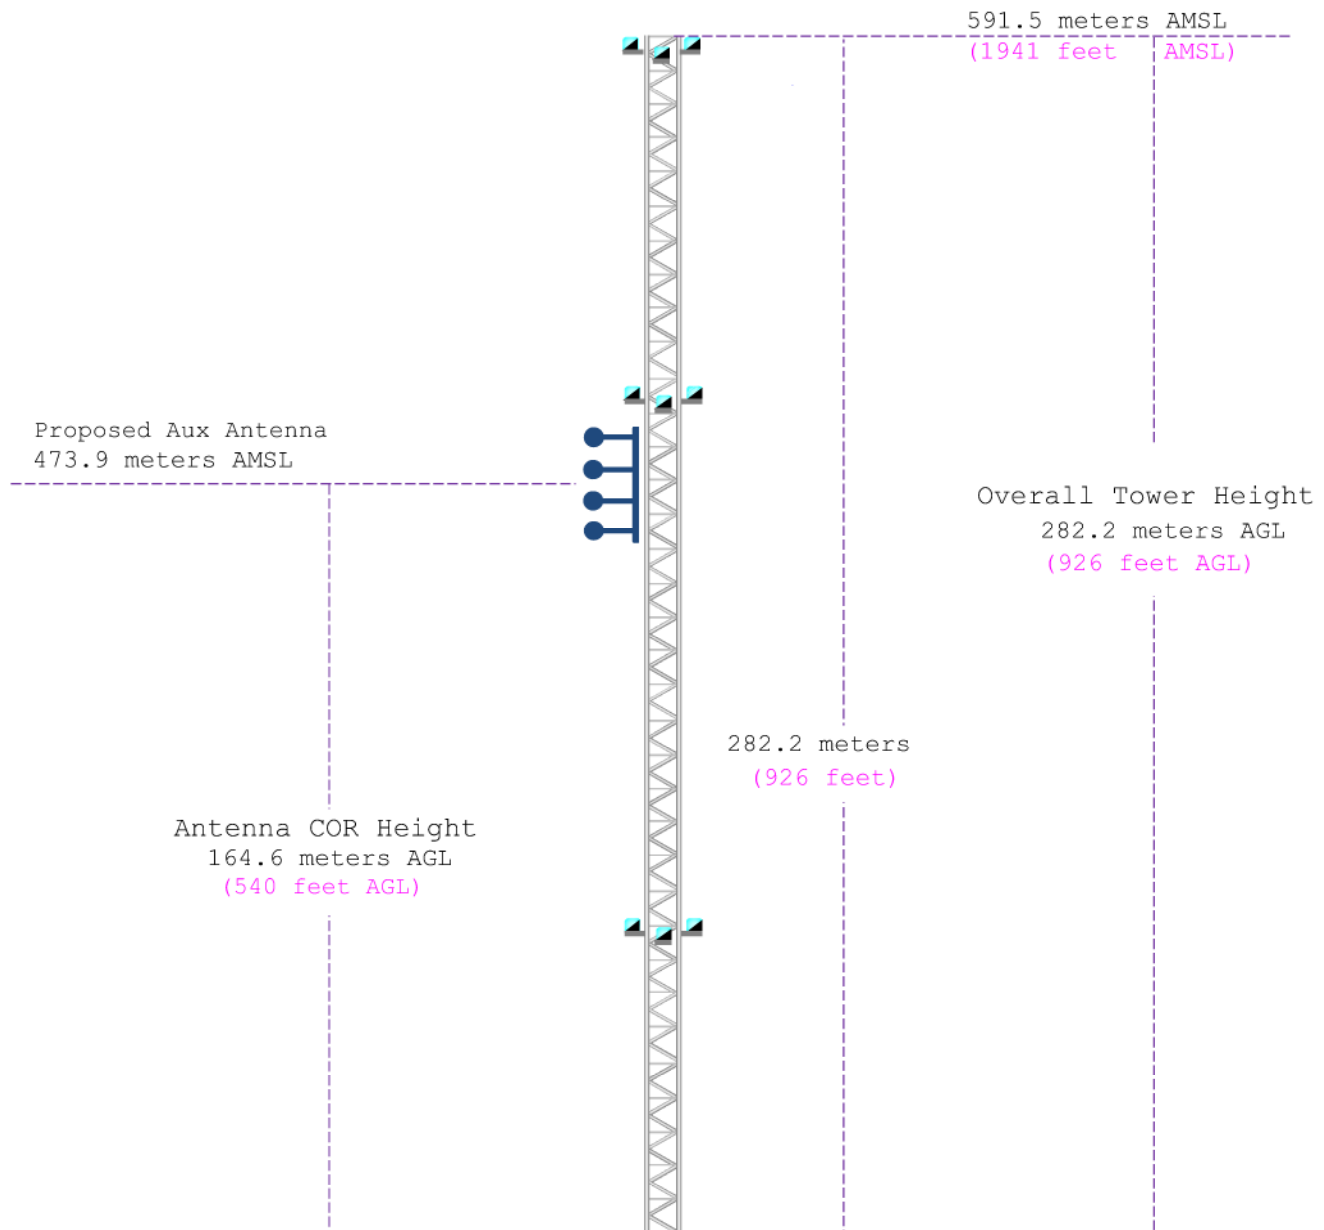 591.5 meters AMSL
(1941 feet AMSL)
Proposed Aux Antenna
473.9 meters AMSL
Overall Tower Height
282.2 meters AGL
(926 feet AGL)
282.2 meters
(926 feet)
Antenna COR Height
164.6 meters AGL
(540 feet AGL)